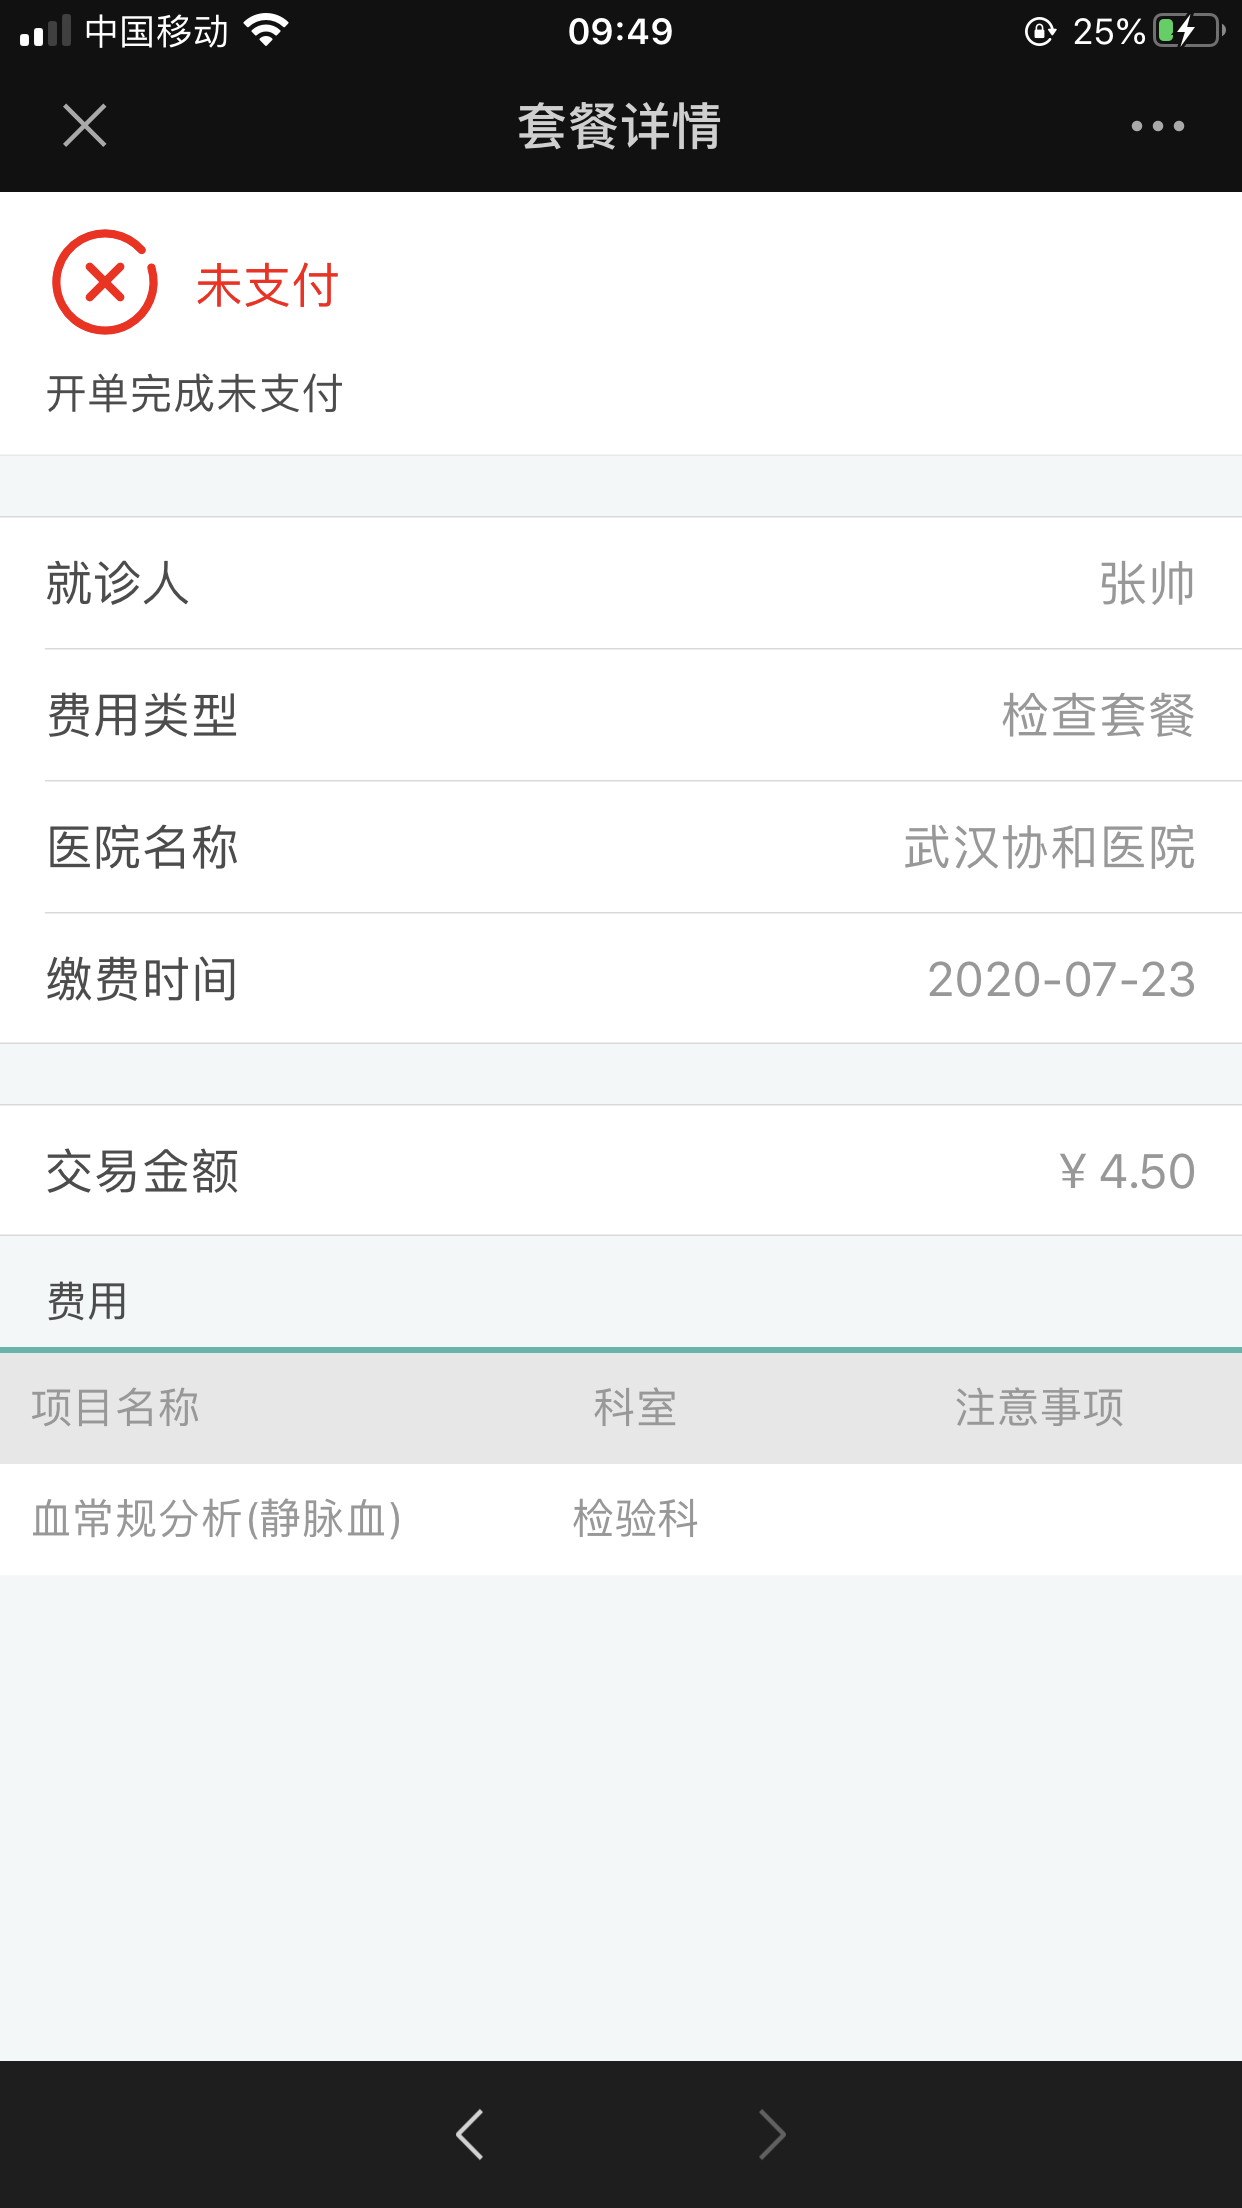 中国移动 09:49 25%
套餐详情
未支付
开单完成未支付
就诊人 张帅
费用类型 检查套餐
医院名称 武汉协和医院
缴费时间 2020-07-23
交易金额 ¥ 4.50
费用
项目名称 科室 注意事项
血常规分析(静脉血) 检验科